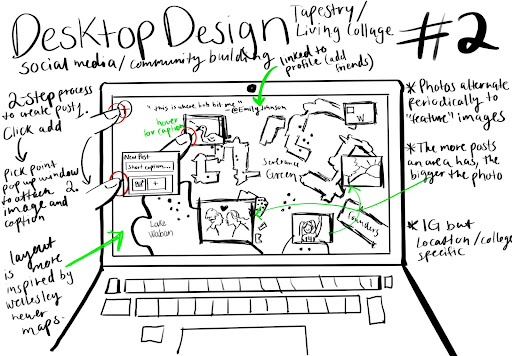 Desktop Design
Tapestry/
Living Collage
#2
social media/community building
linked to
profile (add
friends)
2-step process
to create post 1.
Click add
pick point
pop up window 2.
to attach
image and
caption
layout
is more
inspired by
wellesley
newer
maps.
"this is where bob bit me" -
-@EmilyJohnson
hover
for caption
New Post
Short caption...
+
W
Severance
Green
Lake
Waban
Founders
* Photos alternate
periodically to
"feature" images
* The more posts
an area has, the
bigger the photo
* IG but
location/college
specific